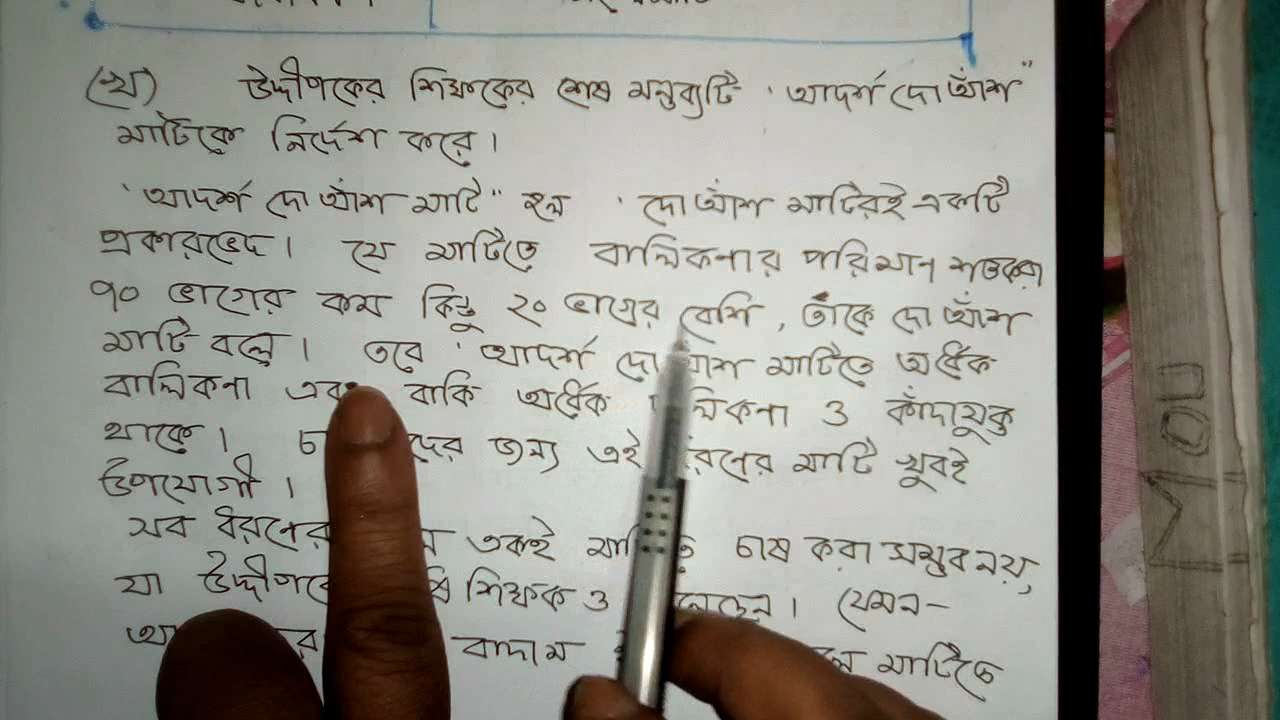 (খ) উদ্দীপকের শিক্ষকের শেষ মন্তব্যটি 'আদর্শ দো আঁশ"
মাটিকে নির্দেশ করে।
'আদর্শ দো আঁশ মাটি" হল 'দো আঁশ মাটিরই একটি
প্রকারভেদ। যে মাটিতে বালিকনার পরিমান শতকরা
৭০ ভাগের কম কিন্তু ২০ ভাগের বেশি, তাঁকে দো আঁশ
মাটি বলে। তবে 'আদর্শ দো মাটিতে অর্ধেক
বালিকনা এবং বাকি অর্ধেক ও কাঁদাযুক্ত
থাকে। জন্য এই মাটি খুবই
উপযোগী।
সব ধরণের একই চাষ করা সম্ভব নয়,
যা শিক্ষক ও যেমন-
বাদাম মাটিতে